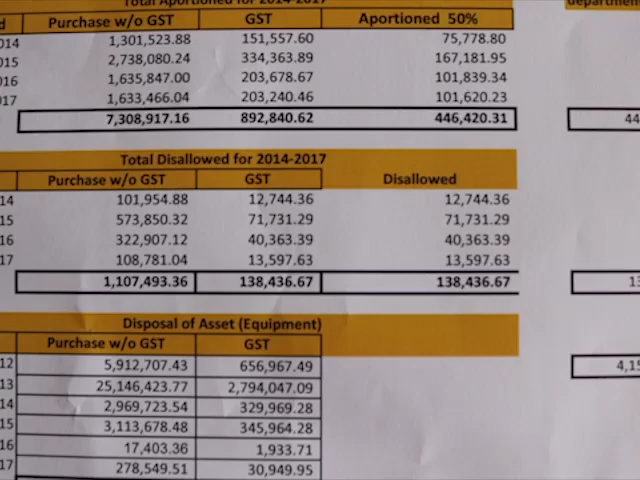 Total Aportioned for 2014-2017
Purchase w/o GST GST Aportioned 50%
014 1,301,523.88 151,557.60 75,778.80
015 2,738,080.24 334,363.89 167,181.95
016 1,635,847.00 203,678.67 101,839.34
017 1,633,466.04 203,240.46 101,620.23
7,308,917.16 892,840.62 446,420.31 44
Total Disallowed for 2014-2017
Purchase w/o GST GST Disallowed
14 101,954.88 12,744.36 12,744.36
15 573,850.32 71,731.29 71,731.29
16 322,907.12 40,363.39 40,363.39
17 108,781.04 13,597.63 13,597.63
1,107,493.36 138,436.67 138,436.67 13
Disposal of Asset (Equipment)
Purchase w/o GST GST
12 5,912,707.43 656,967.49 4,15
13 25,146,423.77 2,794,047.09
14 2,969,723.54 329,969.28
15 3,113,678.48 345,964.28
16 17,403.36 1,933.71
17 278,549.51 30,949.95